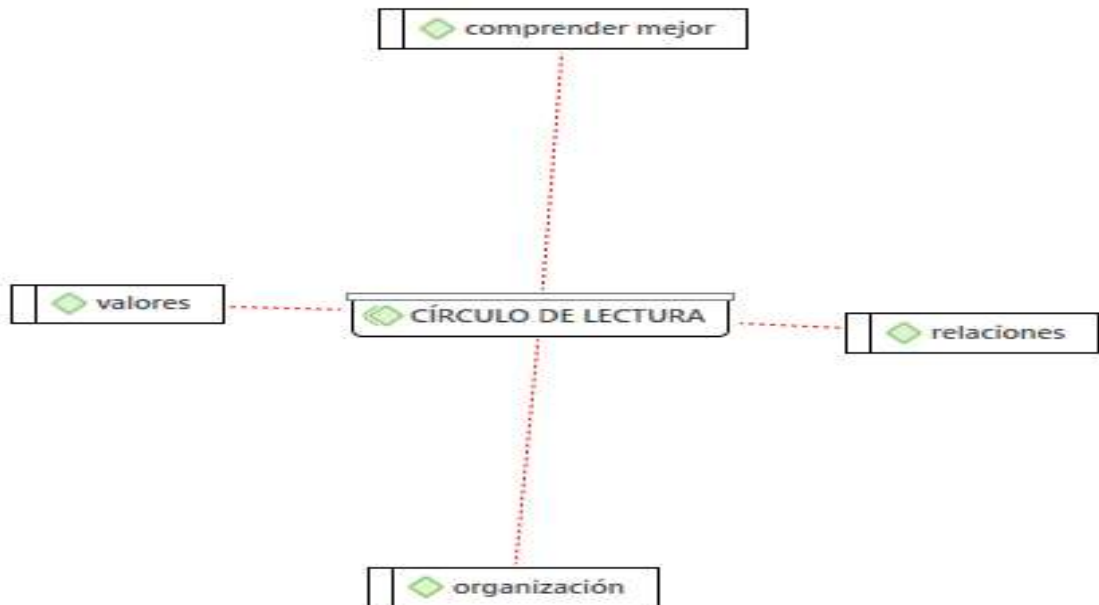 comprender mejor
valores
CÍRCULO DE LECTURA
relaciones
organización